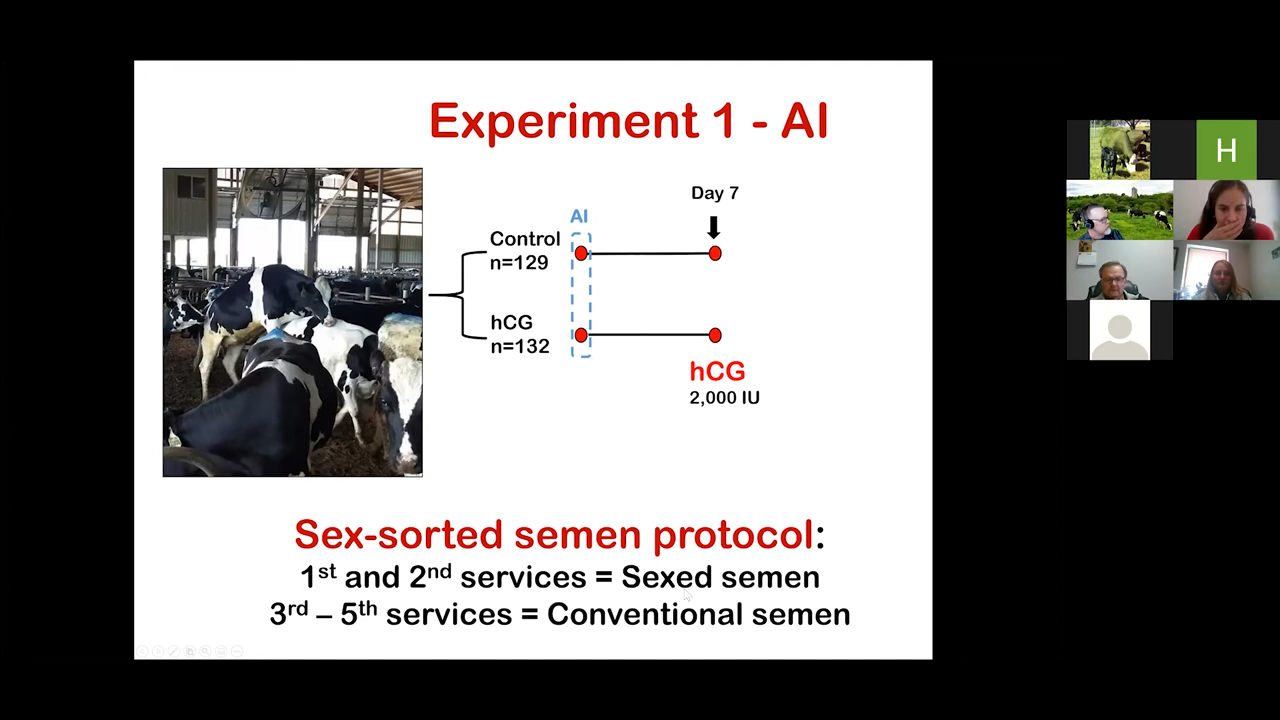 Experiment 1 - AI
Day 7
AI
Control
n=129
hCG
n=132
hCG
2,000 IU
Sex-sorted semen protocol:
1st and 2nd services = Sexed semen
3rd – 5th services = Conventional semen
H